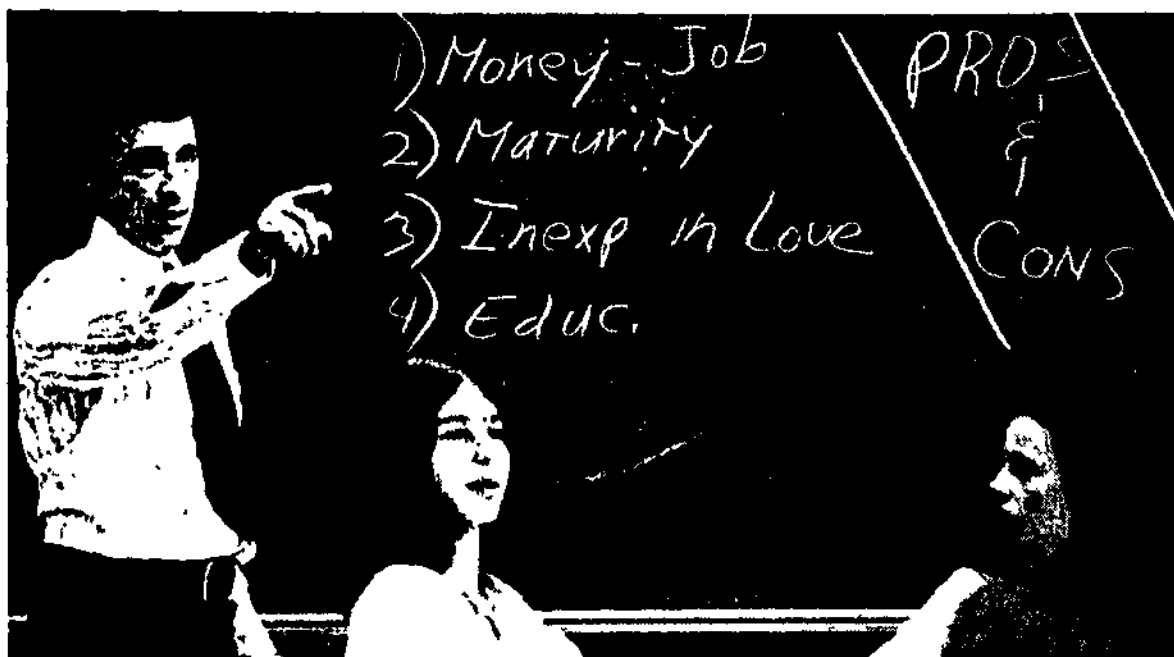 1) Money - Job
2) Maturity
3) Inexp in Love
4) Educ.
PROS
&
CONS